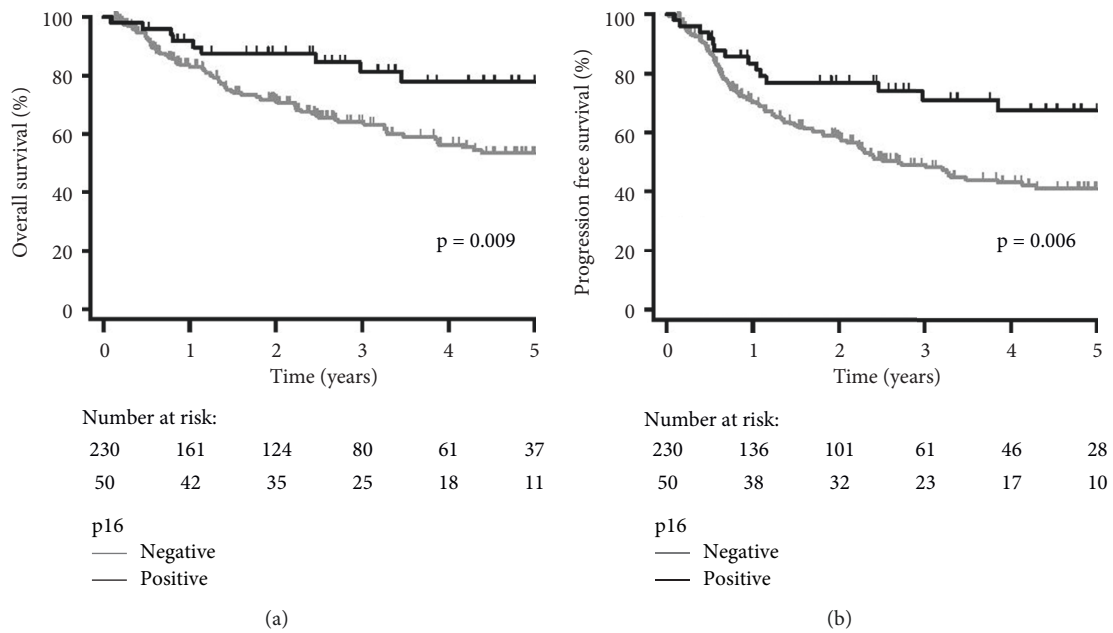 100
80
60
40
20
0
Overall survival (%)
p = 0.009
0 1 2 3 4 5
Time (years)
Number at risk:
230 161 124 80 61 37
50 42 35 25 18 11
p16
Negative
Positive
(a)
100
80
60
40
20
0
Progression free survival (%)
p = 0.006
0 1 2 3 4 5
Time (years)
Number at risk:
230 136 101 61 46 28
50 38 32 23 17 10
p16
Negative
Positive
(b)